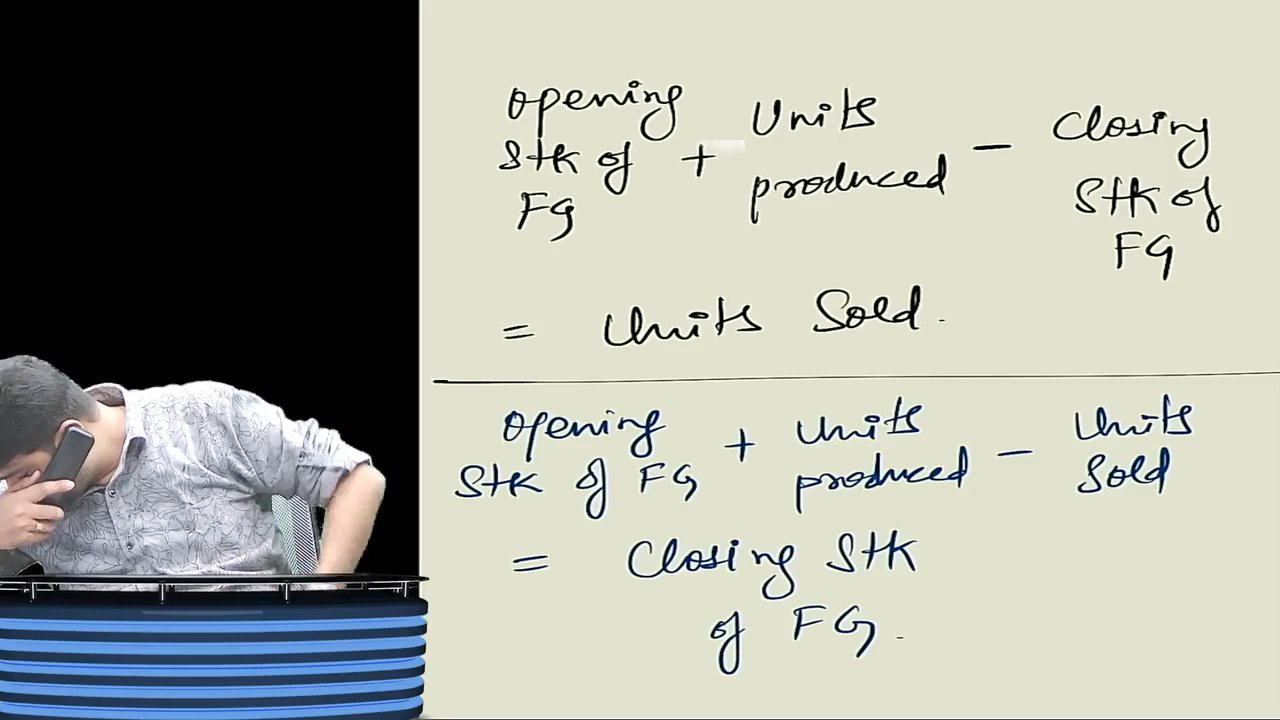 Opening + Units - Closing
Stk of produced Stk of
FG FG
= Units Sold.
Opening + Units - Units
Stk of FG produced Sold
= Closing Stk
of FG.